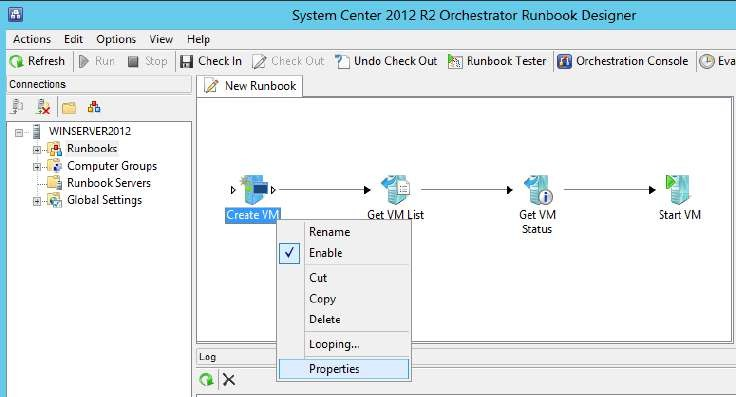 System Center 2012 R2 Orchestrator Runbook Designer
Actions Edit Options View Help
Refresh Run Stop Check In Check Out Undo Check Out Runbook Tester Orchestration Console Eva
Connections
New Runbook
WINSERVER2012
Runbooks
Computer Groups
Runbook Servers
Global Settings
Create VM
Get VM List
Get VM
Status
Start VM
Rename
Enable
Cut
Copy
Delete
Looping...
Properties
Log